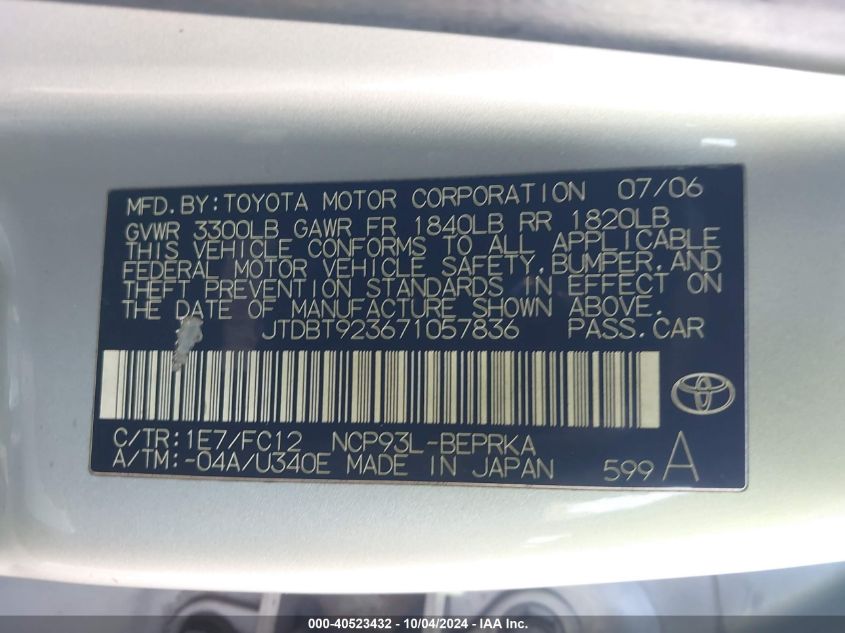 MFD.BY:TOYOTA MOTOR CORPORATION 07/06
GVWR 3300LB GAWR FR 1840LB RR 1820LB
THIS VEHICLE CONFORMS TO ALL APPLICABLE
FEDERAL MOTOR VEHICLE SAFETY,BUMPER,AND
THEFT PREVENTION STANDARDS IN EFFECT ON
THE DATE OF MANUFACTURE SHOWN ABOVE.
JTDBT923671057836 PASS.CAR
C/TR:1E7/FC12 NCP93L-BEPRKA
A/TM:-04A/U340E MADE IN JAPAN 599 A
000-40523432 - 10/04/2024 - IAA Inc.